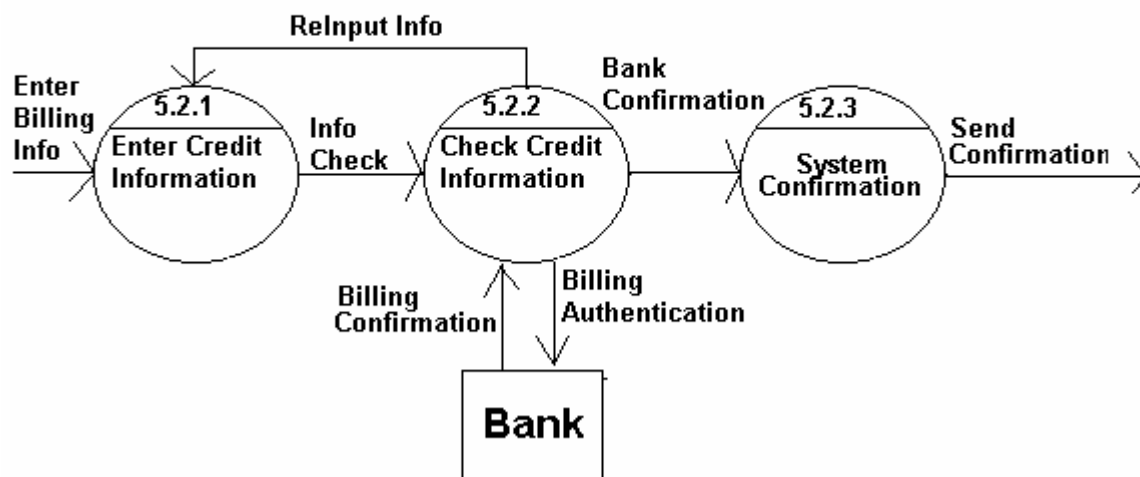 ReInput Info
Enter
Billing
Info
5.2.1
Enter Credit
Information
Info
Check
5.2.2
Check Credit
Information
Bank
Confirmation
5.2.3
System
Confirmation
Send
Confirmation
Billing
Confirmation
Billing
Authentication
Bank